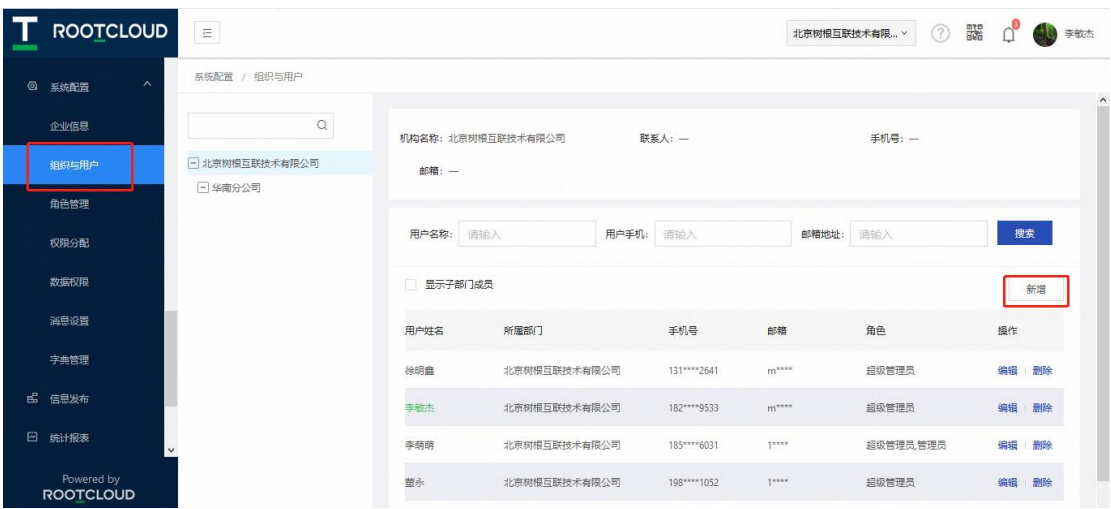 ROOTCLOUD
北京树根互联技术有限...
3
李敏杰
系统配置
企业信息
组织与用户
角色管理
权限分配
数据权限
消息设置
字典管理
信息发布
统计报表
Powered by
ROOTCLOUD
系统配置 / 组织与用户
北京树根互联技术有限公司
华南分公司
机构名称: 北京树根互联技术有限公司 联系人: — 手机号: —
邮箱: —
用户名称: 请输入 用户手机: 请输入 邮箱地址: 请输入 搜索
显示子部门成员 新增
用户姓名 所属部门 手机号 邮箱 角色 操作
徐明鑫 北京树根互联技术有限公司 131****2641 m**** 超级管理员 编辑 删除
李敏杰 北京树根互联技术有限公司 182****9533 m**** 超级管理员 编辑 删除
李萌萌 北京树根互联技术有限公司 185****6031 1**** 超级管理员,管理员 编辑 删除
董永 北京树根互联技术有限公司 198****1052 1**** 超级管理员 编辑 删除